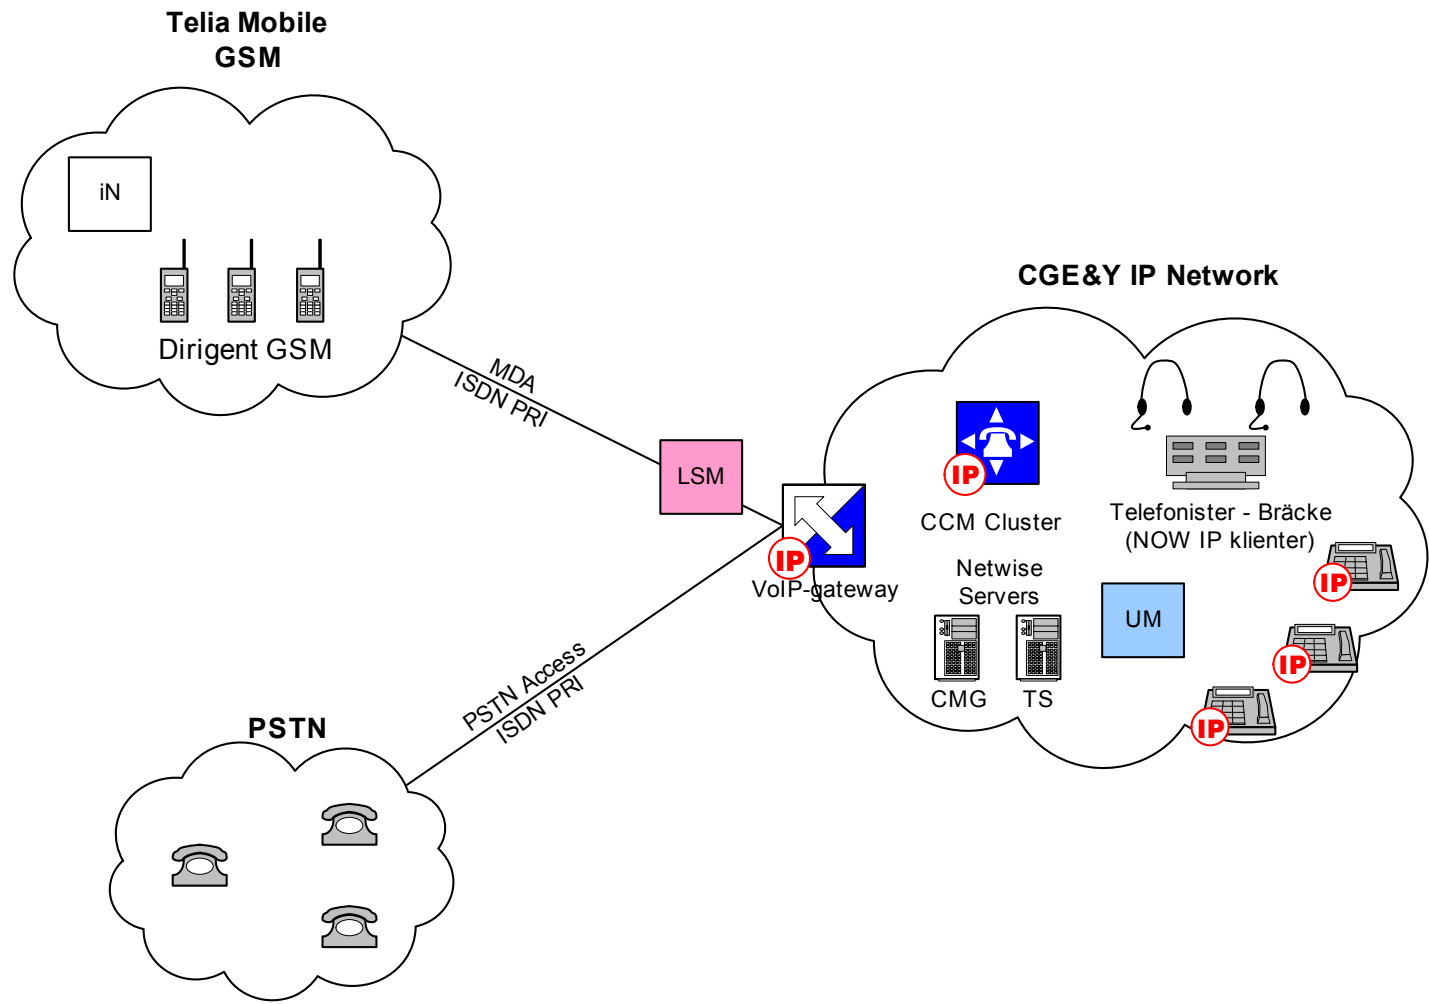 Telia Mobile
GSM
iN
Dirigent GSM
MDA
ISDN PRI
LSM
CGE&Y IP Network
IP
CCM Cluster
Telefonister - Bräcke
(NOW IP klienter)
IP
VoIP-gateway
Netwise
Servers
CMG
TS
UM
IP
IP
IP
PSTN Access
ISDN PRI
PSTN